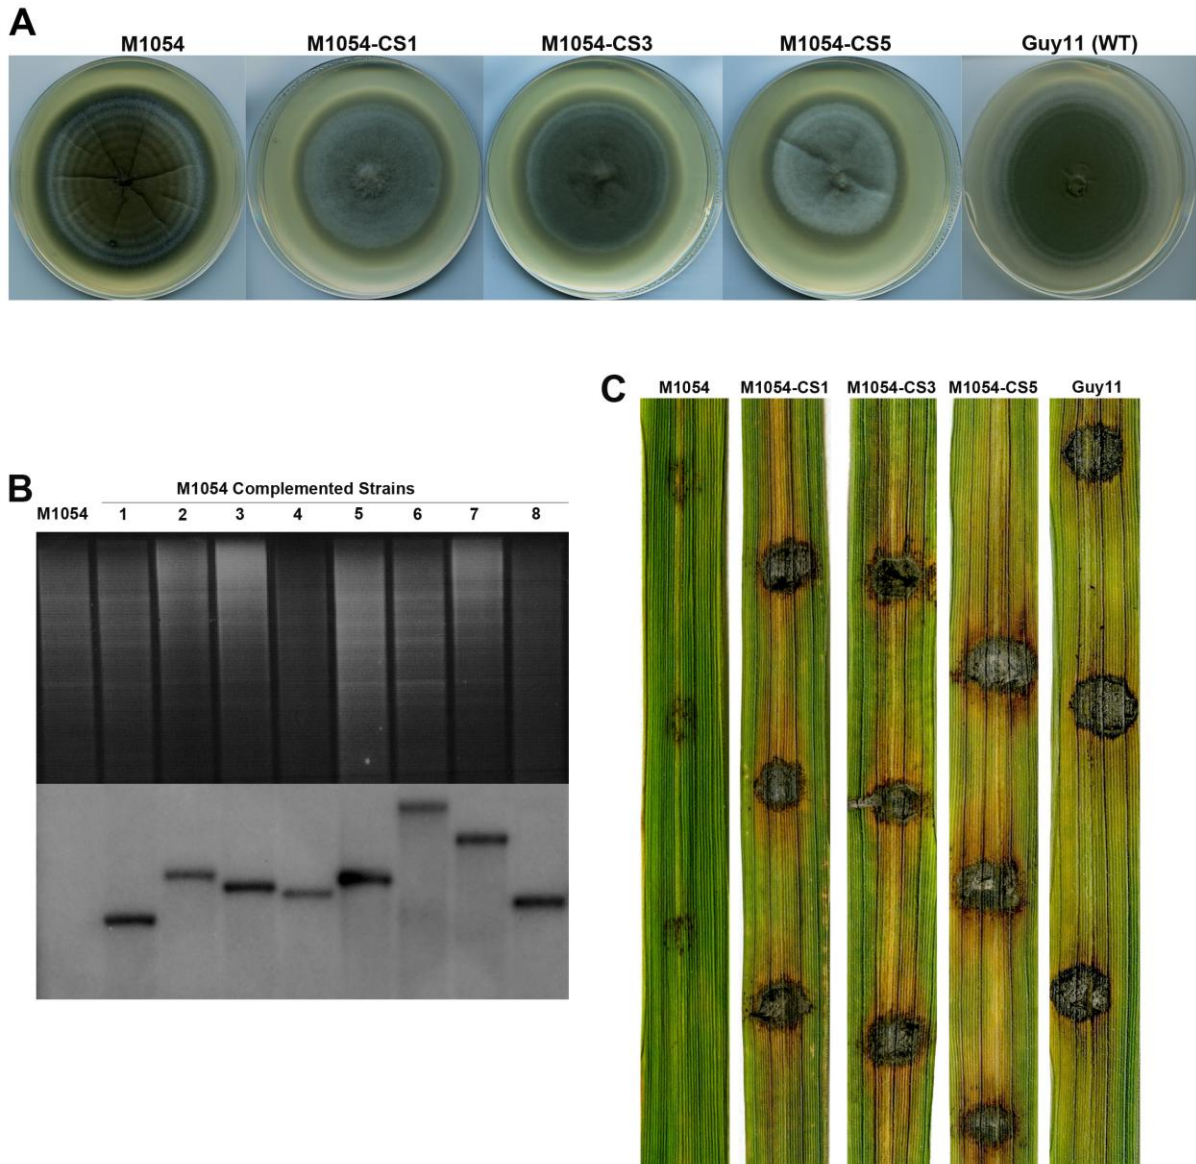 A
M1054 M1054-CS1 M1054-CS3 M1054-CS5 Guy11 (WT)
B
M1054 Complemented Strains
M1054 1 2 3 4 5 6 7 8
C
M1054 M1054-CS1 M1054-CS3 M1054-CS5 Guy11